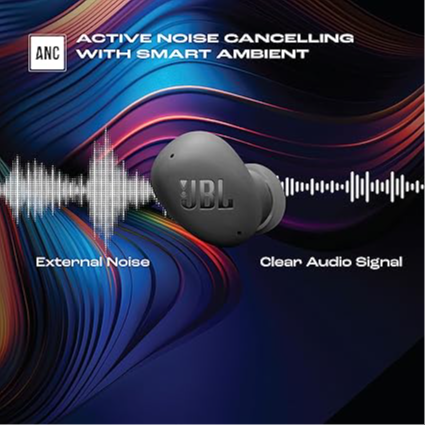 ANC
ACTIVE NOISE CANCELLING
WITH SMART AMBIENT
JBL
External Noise
Clear Audio Signal